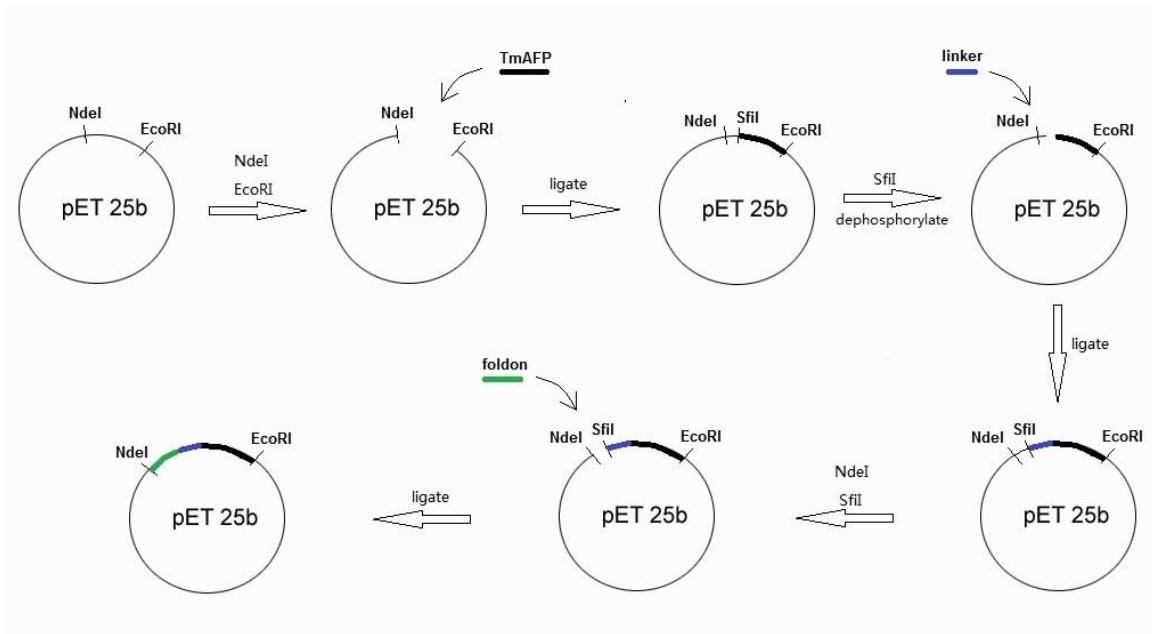 TmAFP
linker
NdeI
EcoRI
pET 25b
NdeI
EcoRI
NdeI
EcoRI
pET 25b
ligate
NdeI
SfiI
EcoRI
pET 25b
SfiI
dephosphorylate
NdeI
EcoRI
pET 25b
ligate
NdeI
SfiI
EcoRI
pET 25b
NdeI
SfiI
foldon
NdeI
SfiI
EcoRI
pET 25b
ligate
NdeI
EcoRI
pET 25b